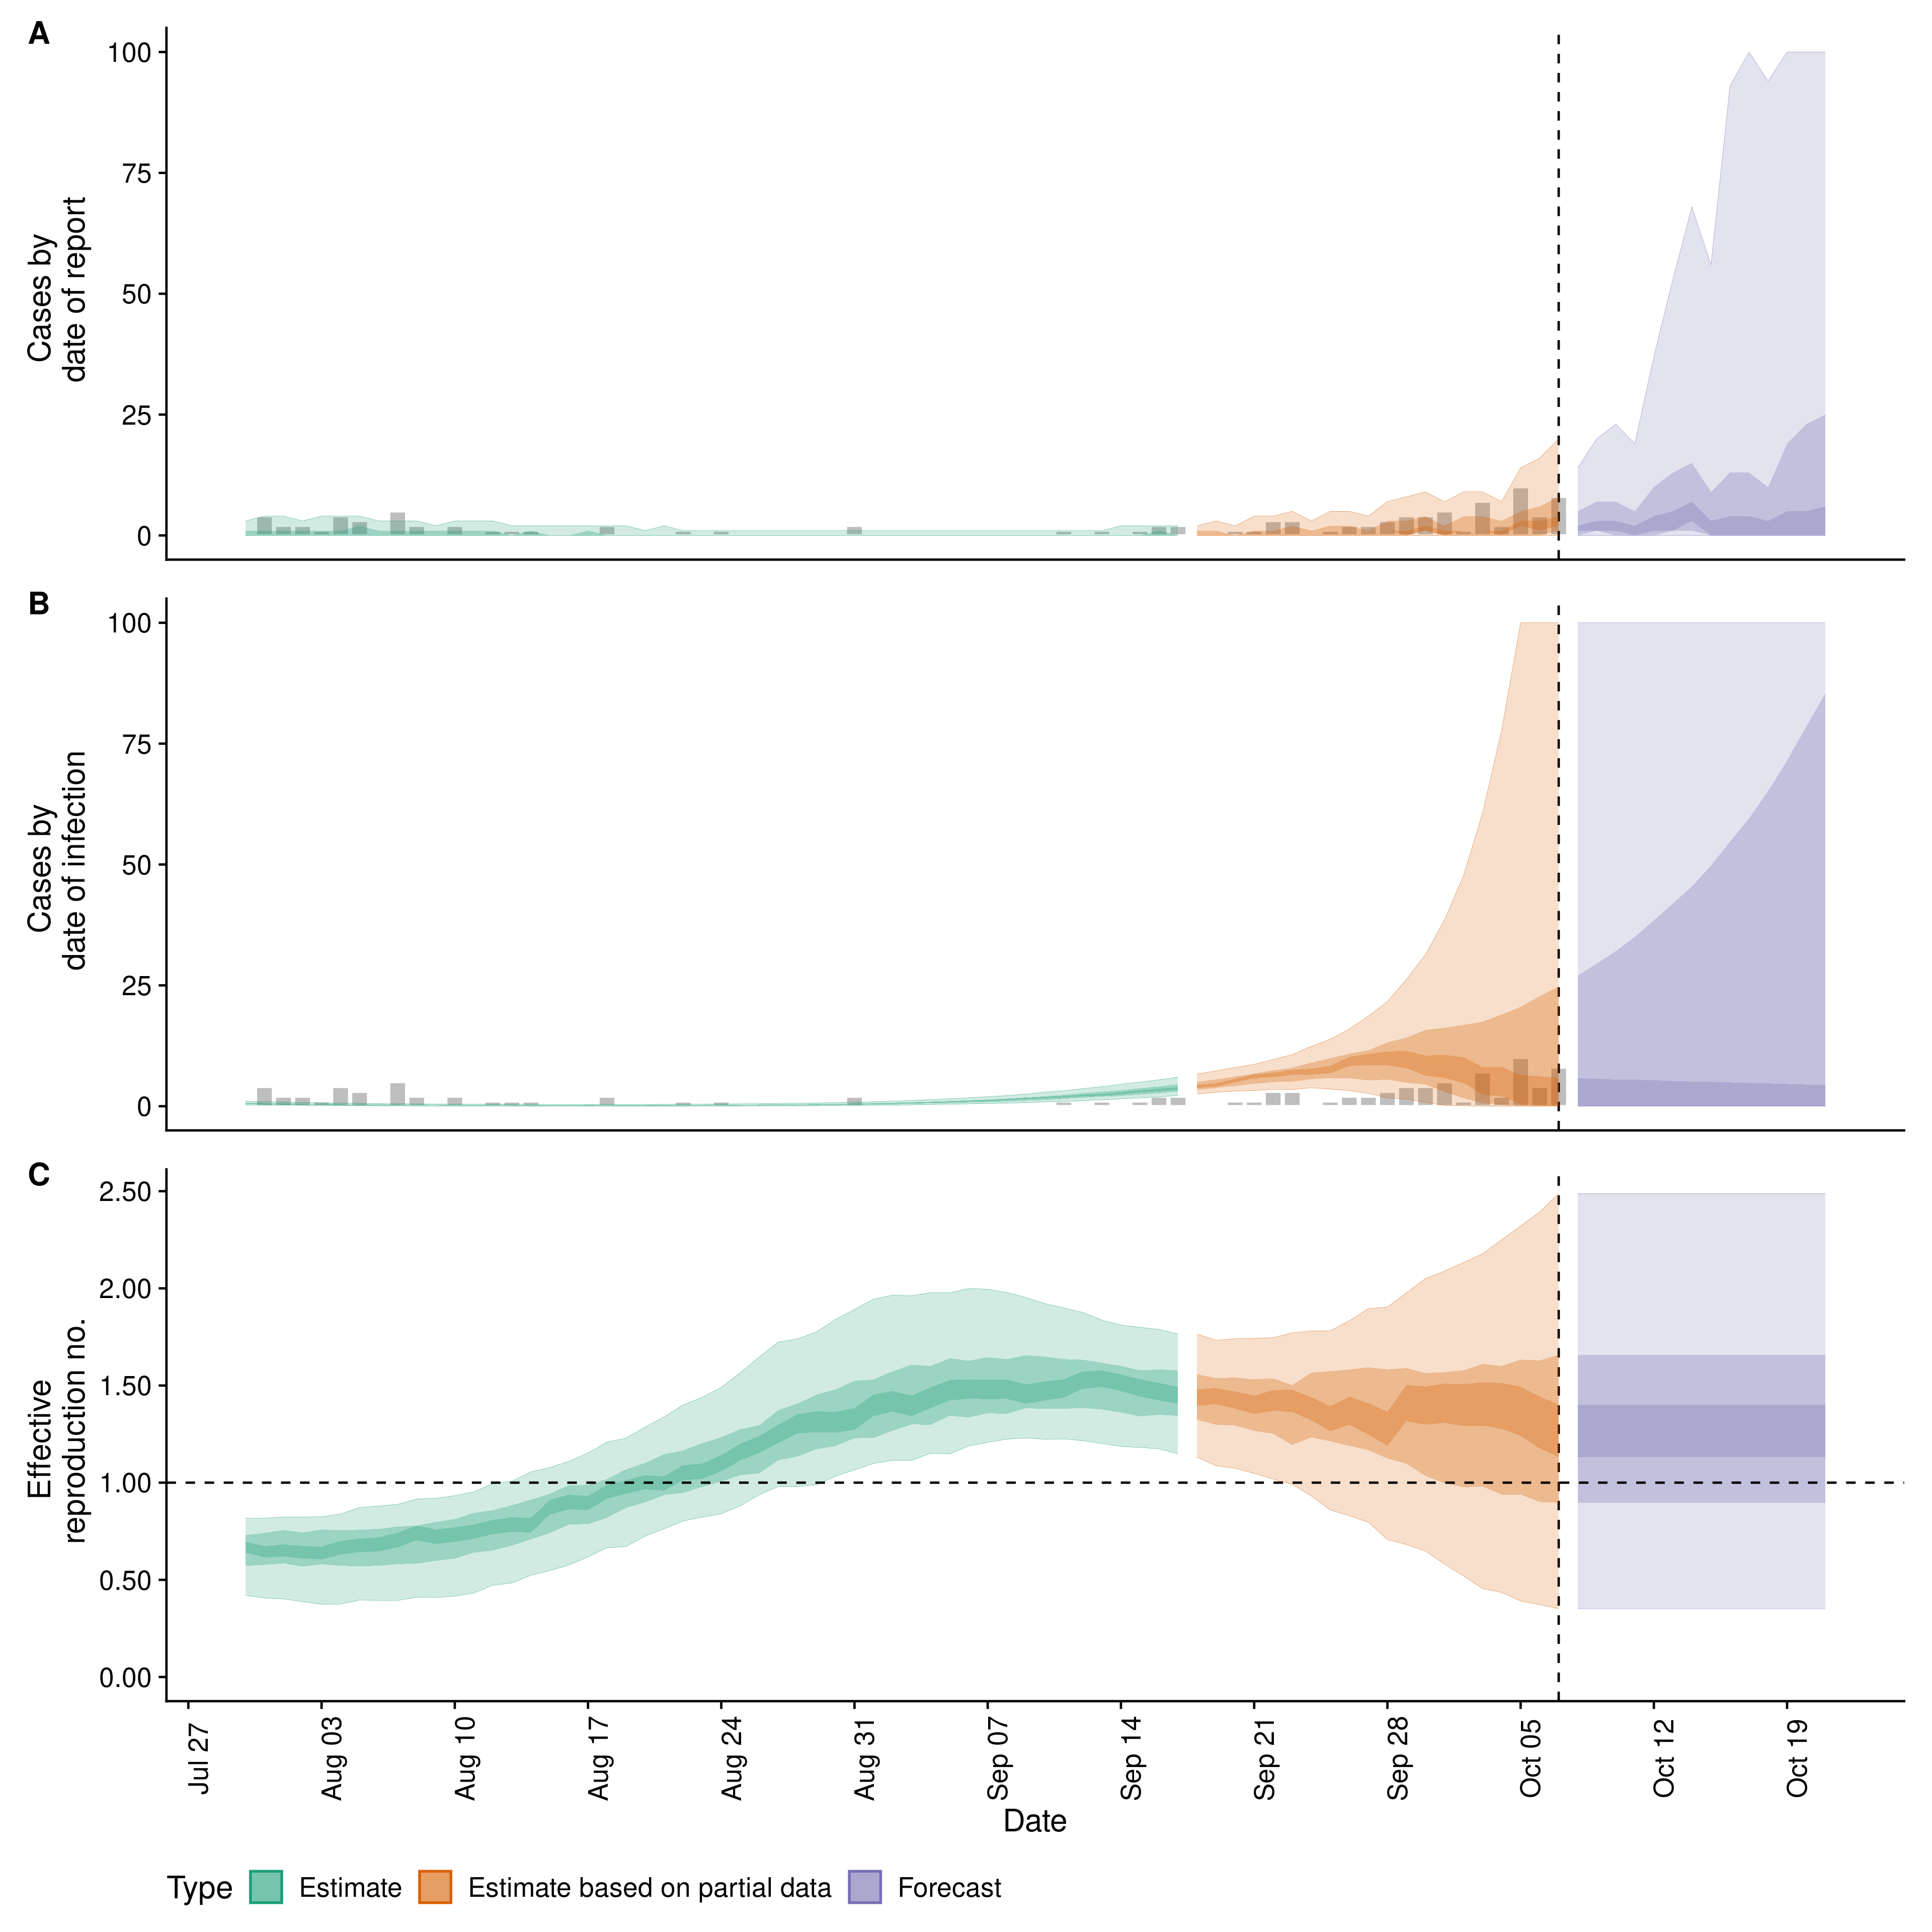 A
100
75
50
25
0
Cases by
date of report
B
100
75
50
25
0
Cases by
date of infection
C
2.50
2.00
1.50
1.00
0.50
0.00
Effective
reproduction no.
Jul 27
Aug 03
Aug 10
Aug 17
Aug 24
Aug 31
Sep 07
Sep 14
Sep 21
Sep 28
Oct 05
Oct 12
Oct 19
Date
Type Estimate Estimate based on partial data Forecast